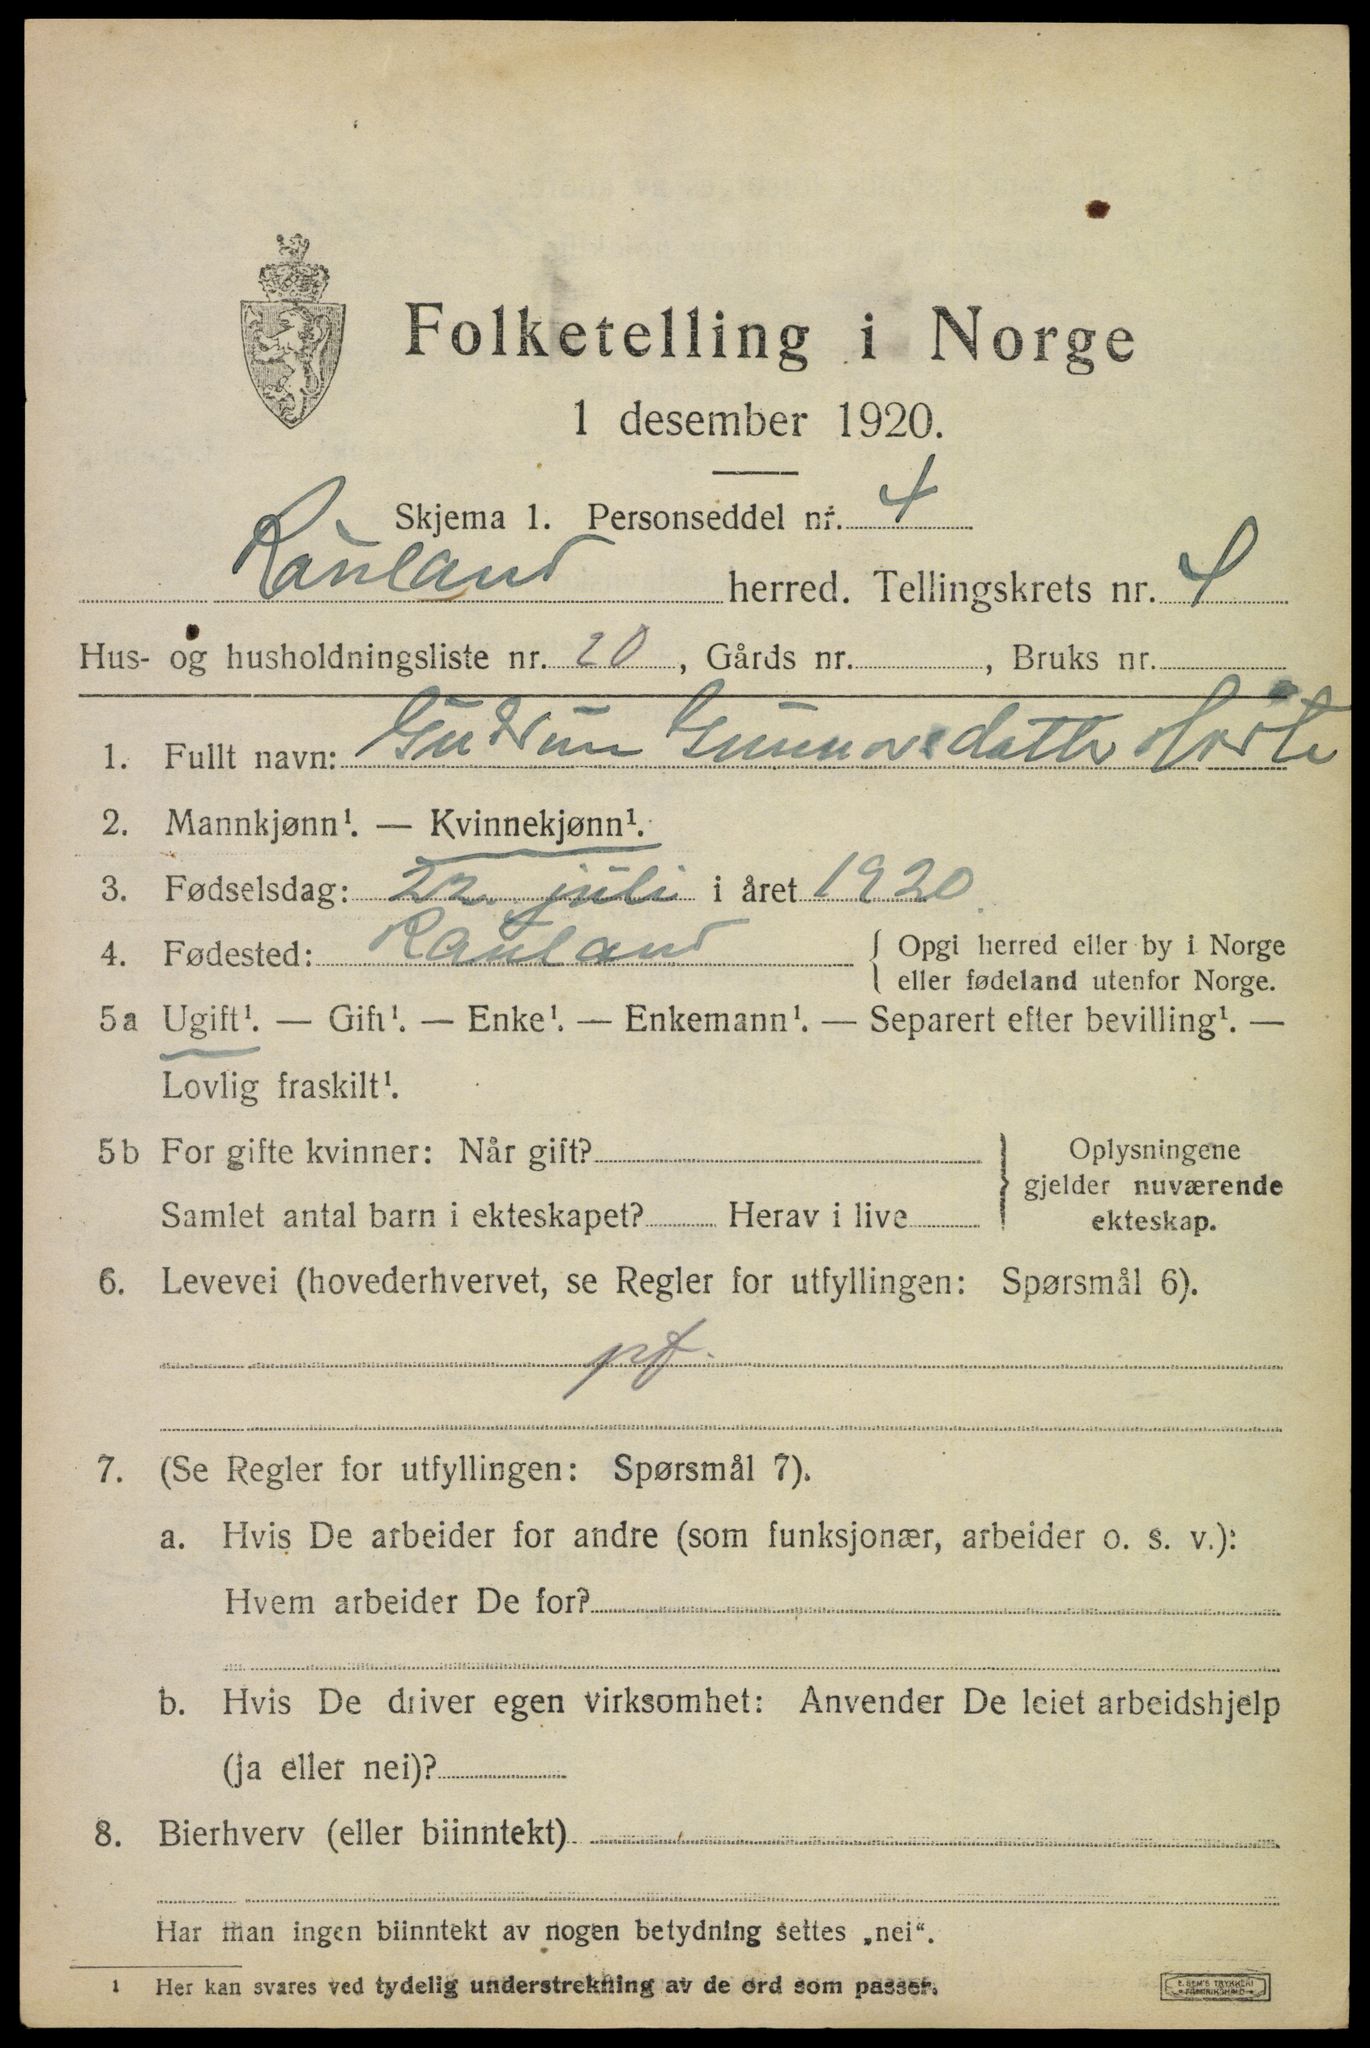 Folketelling i Norge
1 desember 1920.
Skjema 1. Personseddel nr. 4
Rauland herred. Tellingskrets nr. 4
Hus- og husholdningsliste nr. 20, Gårds nr. , Bruks nr.
1. Fullt navn: Gudrun Gunnarsdatter
2. Mannkjønn¹. — Kvinnekjønn¹.
3. Fødselsdag: 22. juli i året 1920.
4. Fødested: Rauland { Opgi herred eller by i Norge
eller fødeland utenfor Norge.
5a Ugift¹. — Gift¹. — Enke¹. — Enkemann¹. — Separert efter bevilling¹. —
Lovlig fraskilt¹.
5b For gifte kvinner: Når gift? } Oplysningene
gjelder nuværende
Samlet antal barn i ekteskapet? Herav i live ekteskap.
6. Levevei (hovederhvervet, se Regler for utfyllingen: Spørsmål 6).
pf.
7. (Se Regler for utfyllingen: Spørsmål 7).
a. Hvis De arbeider for andre (som funksjonær, arbeider o. s. v.):
Hvem arbeider De for?
b. Hvis De driver egen virksomhet: Anvender De leiet arbeidshjelp
(ja eller nei)?
8. Bierhverv (eller biinntekt)
Har man ingen biinntekt av nogen betydning settes „nei“.
¹ Her kan svares ved tydelig understrekning av de ord som passer.
E. SEM'S TRYKKERI
FREDRIKSHALD